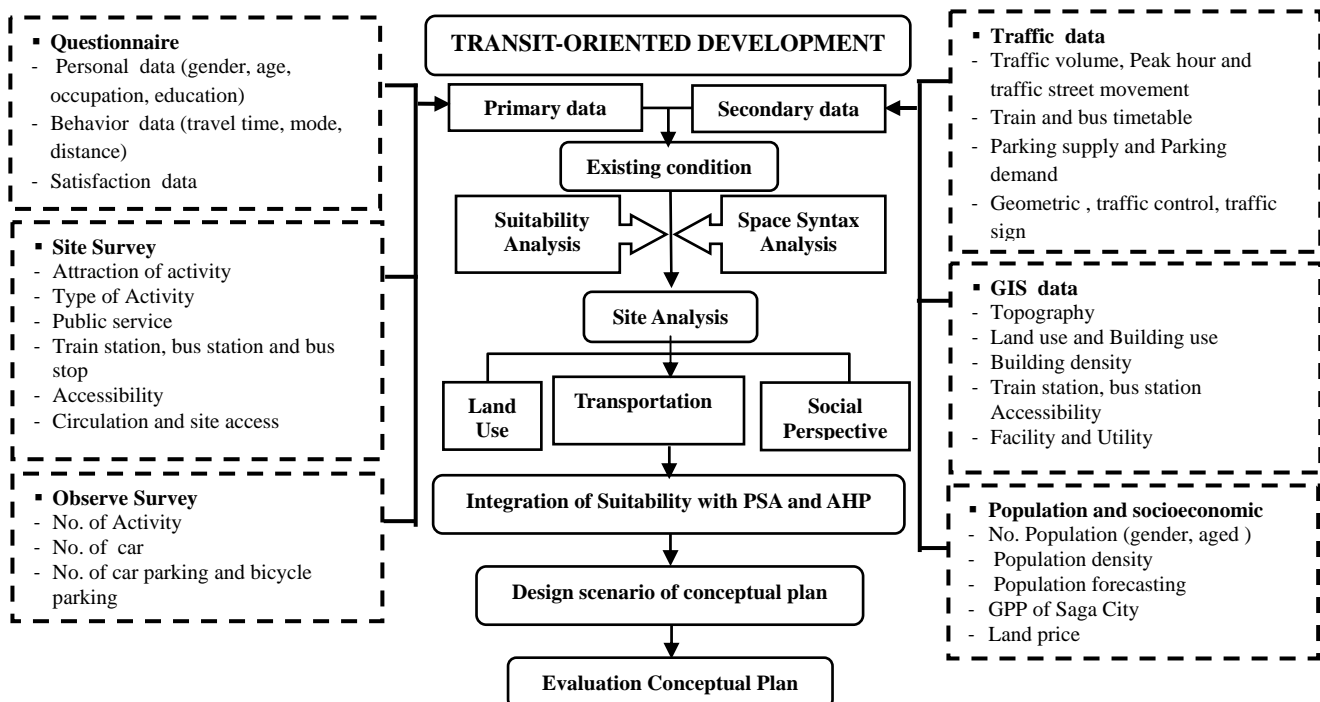 ▪ Questionnaire
- Personal data (gender, age,
occupation, education)
- Behavior data (travel time, mode,
distance)
- Satisfaction data
▪ Site Survey
- Attraction of activity
- Type of Activity
- Public service
- Train station, bus station and bus
stop
- Accessibility
- Circulation and site access
▪ Observe Survey
- No. of Activity
- No. of car
- No. of car parking and bicycle
parking
TRANSIT-ORIENTED DEVELOPMENT
Primary data
Secondary data
Existing condition
Suitability
Analysis
Space Syntax
Analysis
Site Analysis
Land
Use
Transportation
Social
Perspective
Integration of Suitability with PSA and AHP
Design scenario of conceptual plan
Evaluation Conceptual Plan
▪ Traffic data
- Traffic volume, Peak hour and
traffic street movement
- Train and bus timetable
- Parking supply and Parking
demand
- Geometric , traffic control, traffic
sign
▪ GIS data
- Topography
- Land use and Building use
- Building density
- Train station, bus station
Accessibility
- Facility and Utility
▪ Population and socioeconomic
- No. Population (gender, aged )
- Population density
- Population forecasting
- GPP of Saga City
- Land price